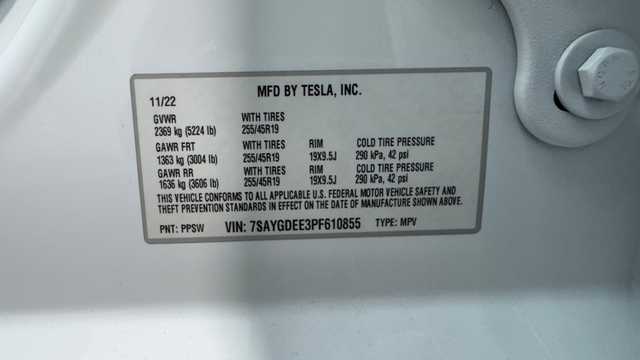 MFD BY TESLA, INC.
11/22
GVWR WITH TIRES
2369 kg (5224 lb) 255/45R19
GAWR FRT WITH TIRES RIM COLD TIRE PRESSURE
1363 kg (3004 lb) 255/45R19 19X9.5J 290 kPa, 42 psi
GAWR RR WITH TIRES RIM COLD TIRE PRESSURE
1636 kg (3606 lb) 255/45R19 19X9.5J 290 kPa, 42 psi
THIS VEHICLE CONFORMS TO ALL APPLICABLE U.S. FEDERAL MOTOR VEHICLE SAFETY AND
THEFT PREVENTION STANDARDS IN EFFECT ON THE DATE OF MANUFACTURE SHOWN ABOVE.
PNT: PPSW VIN: 7SAYGDEE3PF610855 TYPE: MPV